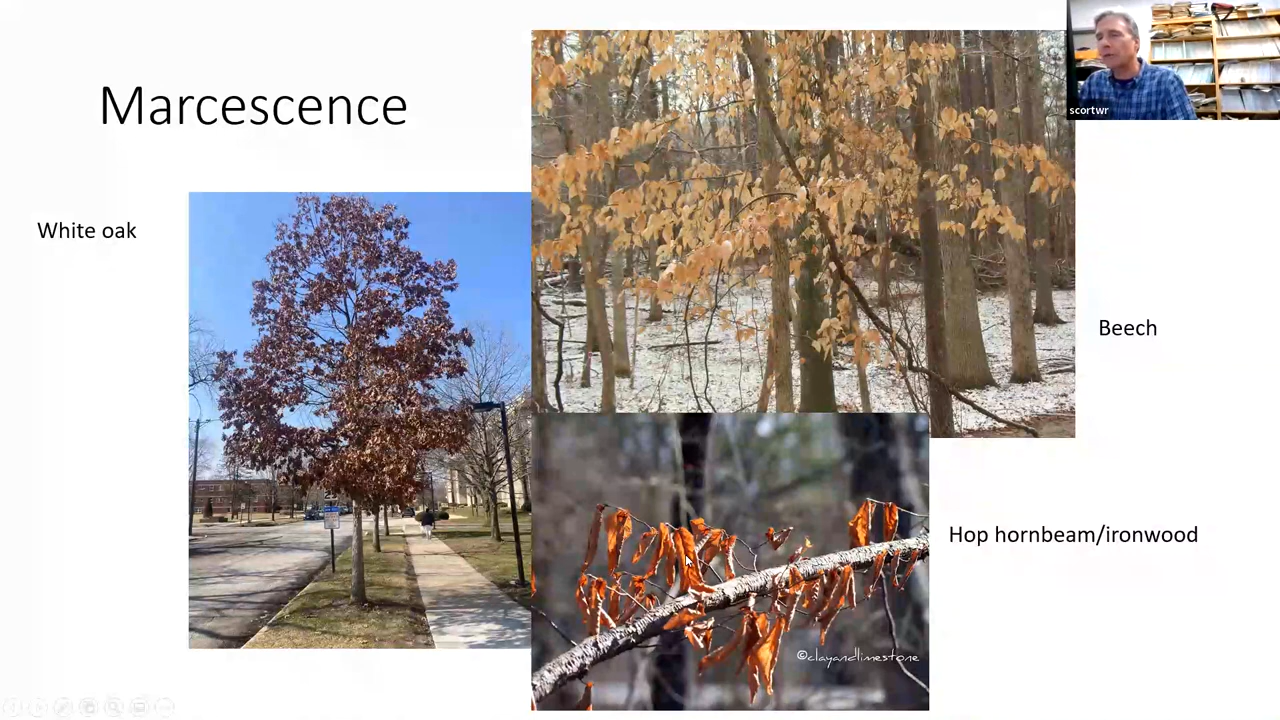 Marcescence
scortwr
White oak
Beech
Hop hornbeam/ironwood
©clayandlimestone